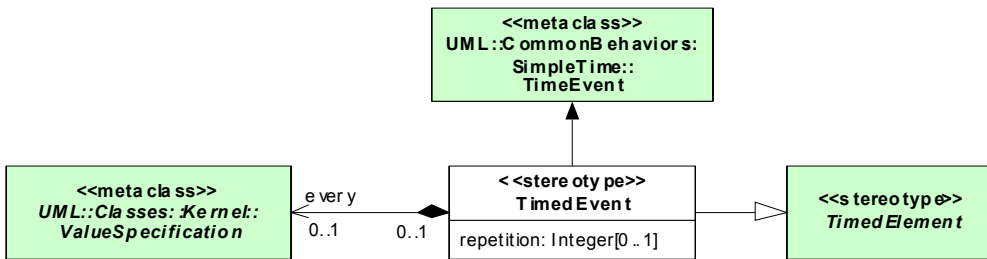 <<metaclass>>
UML::CommonBehaviors:
SimpleTime::
TimeEvent
<<metaclass>>
UML::Classes::Kernel::
ValueSpecification
every
0..1
0..1
<<stereotype>>
TimedEvent
repetition: Integer[0..1]
<<stereotype>>
TimedElement